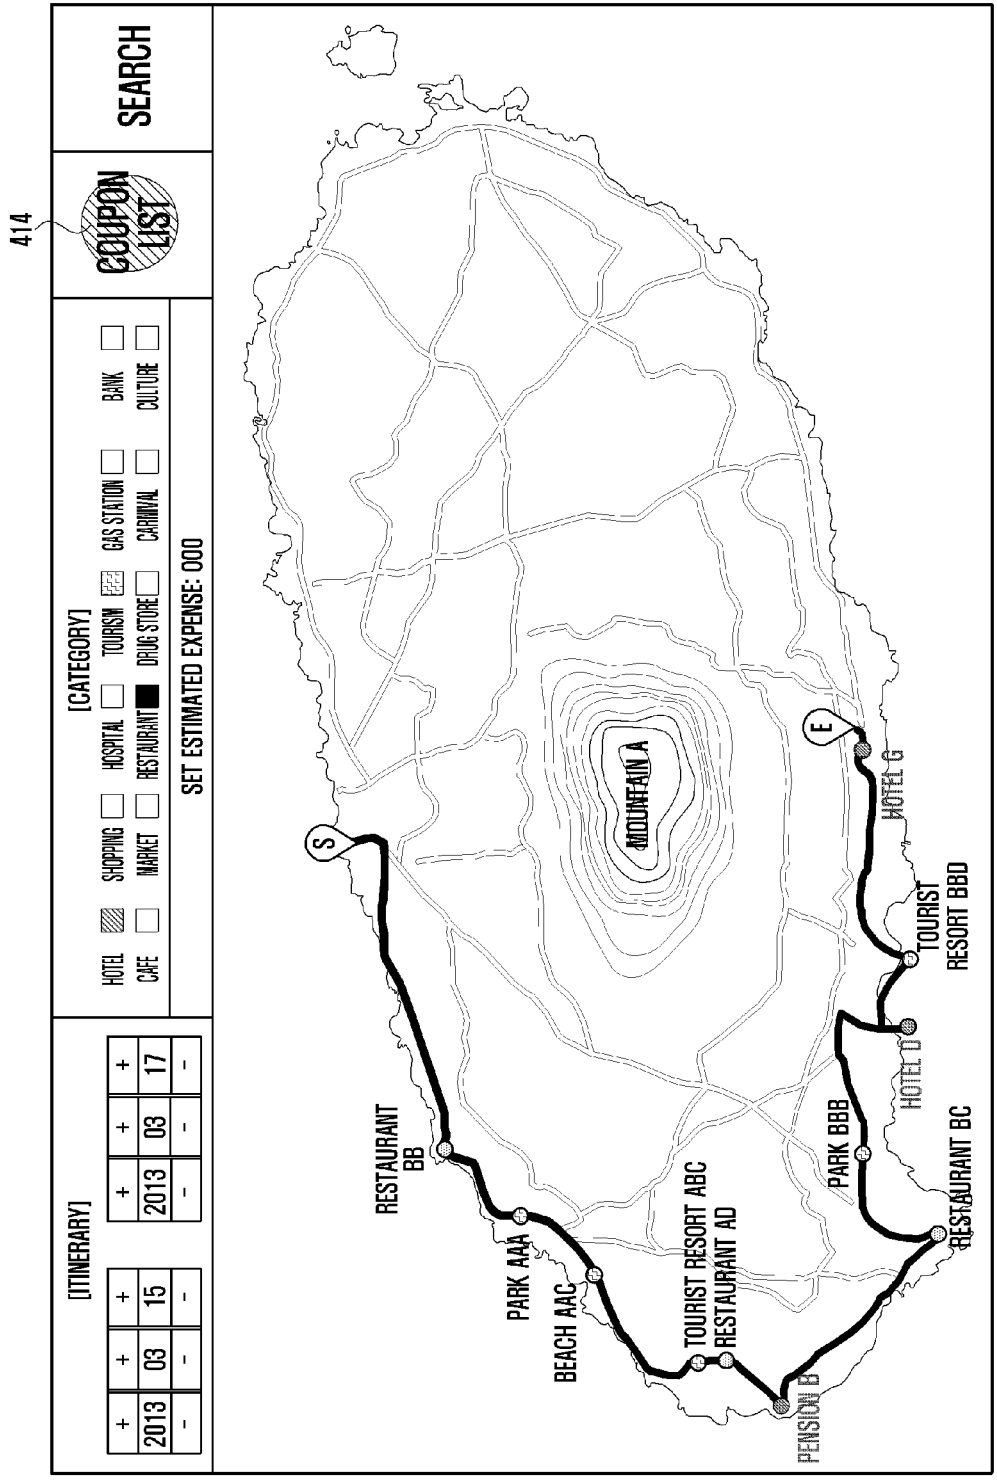 414
[ITINERARY]
+ + + + + +
2013 03 15 2013 03 17
- - - - - -
[CATEGORY]
HOTEL SHOPPING HOSPITAL TOURISM GAS STATION BANK
CAFE MARKET RESTAURANT DRUG STORE CARNIVAL CULTURE
SET ESTIMATED EXPENSE: 000
COUPON
LIST
SEARCH
S
RESTAURANT
BB
PARK AAA
BEACH AAC
MOUNTAIN A
TOURIST RESORT ABC
RESTAURANT AD
PENSION B
E
PARK BBB
HOTEL G
HOTEL D
TOURIST
RESORT BBD
RESTAURANT BC